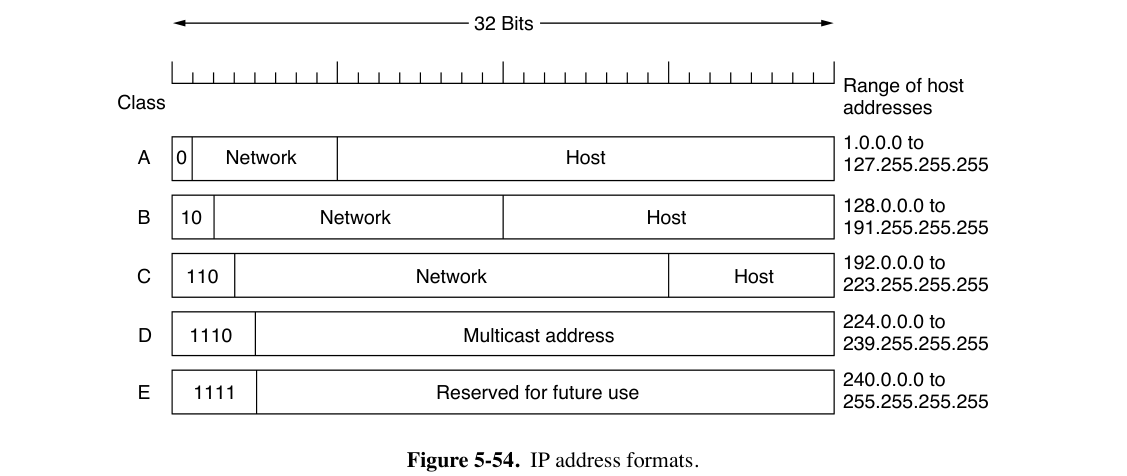 32 Bits
Class
Range of host
addresses
A 0 Network Host 1.0.0.0 to
127.255.255.255
B 10 Network Host 128.0.0.0 to
191.255.255.255
C 110 Network Host 192.0.0.0 to
223.255.255.255
D 1110 Multicast address 224.0.0.0 to
239.255.255.255
E 1111 Reserved for future use 240.0.0.0 to
255.255.255.255
Figure 5-54. IP address formats.